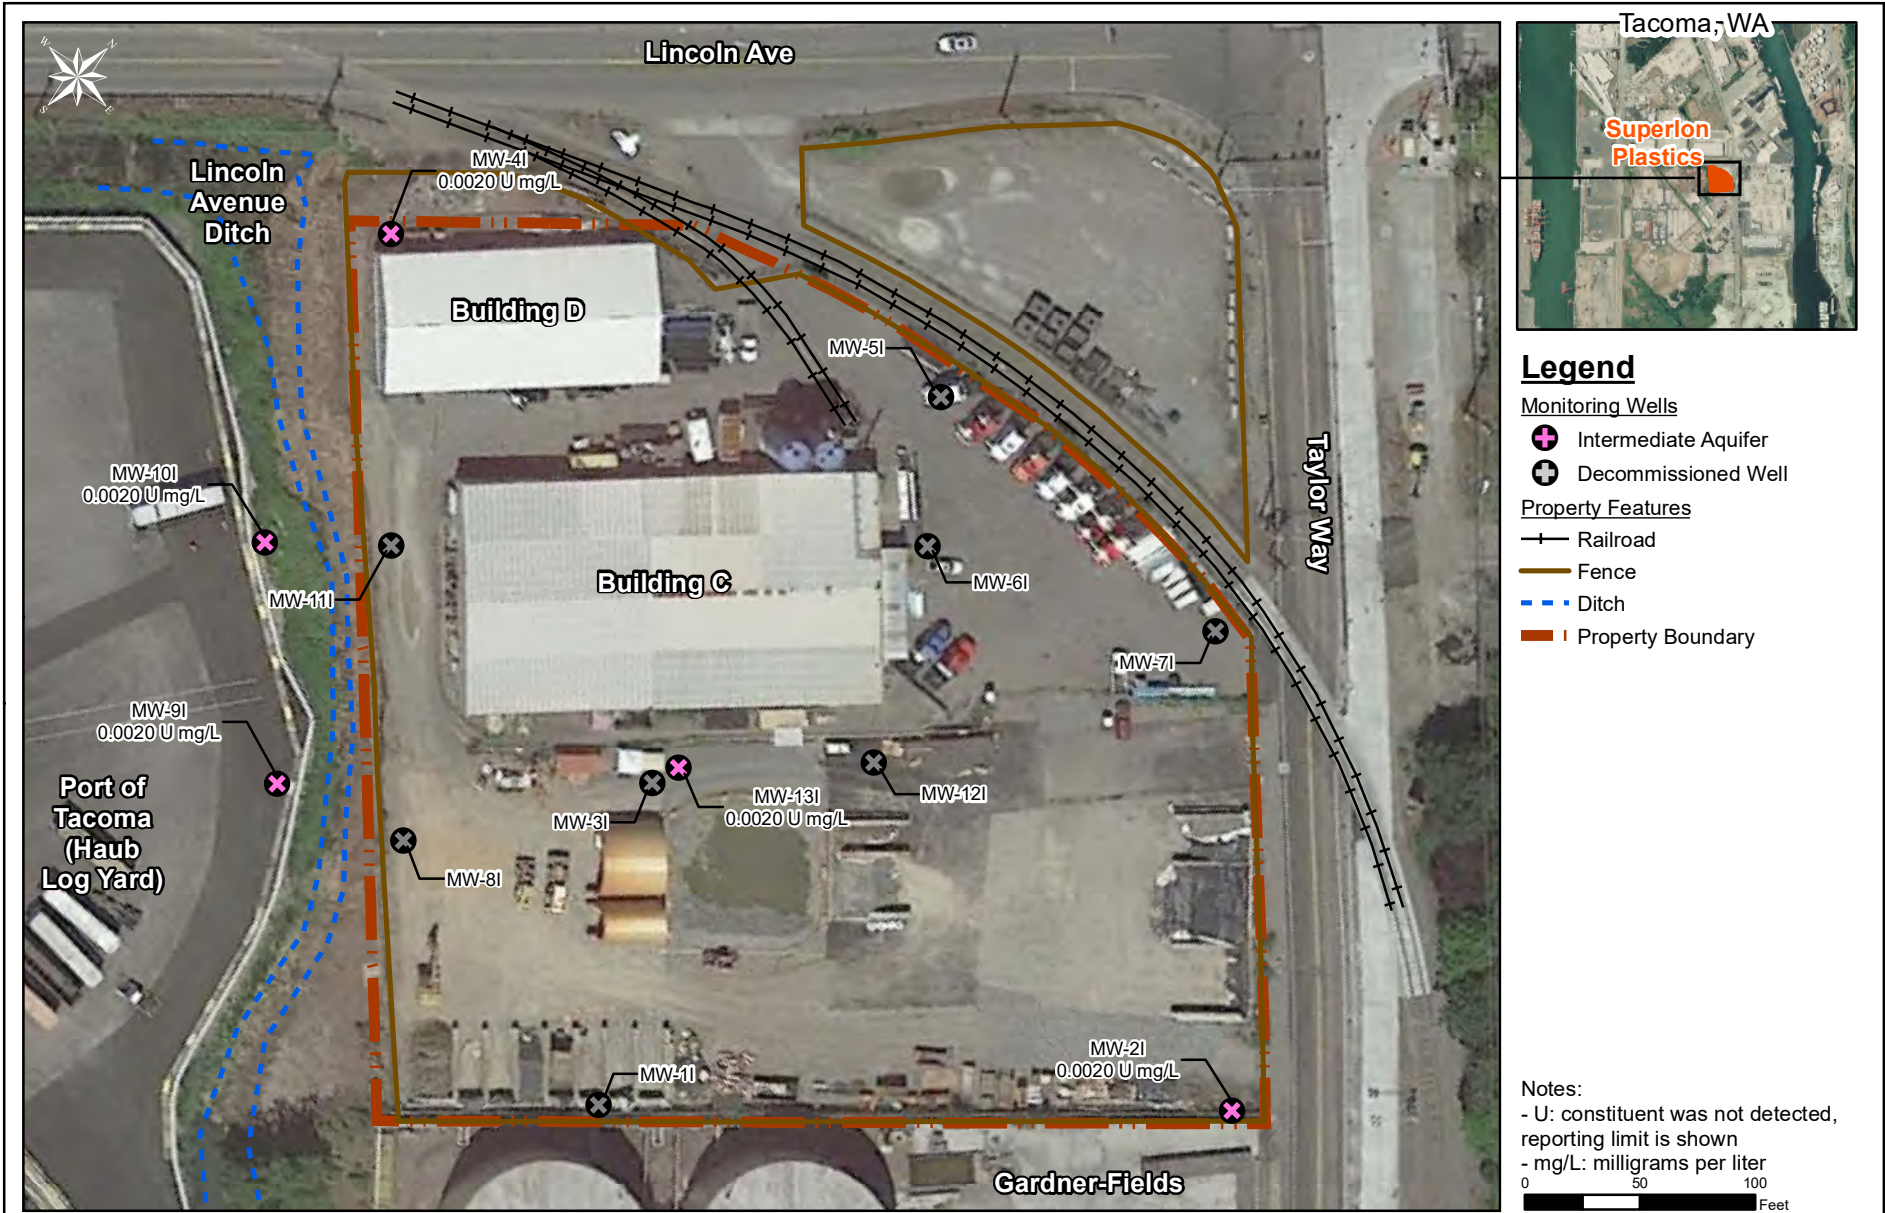 Lincoln Ave
Tacoma, WA
W
N
S
E
Superlon
Plastics
MW-4I
0.0020 U mg/L
Lincoln
Avenue
Ditch
Building D
MW-5I
Legend
Monitoring Wells
Intermediate Aquifer
Decommissioned Well
Property Features
Railroad
Fence
Ditch
Property Boundary
Taylor Way
MW-10I
0.0020 U mg/L
Building C
MW-6I
MW-11I
MW-7I
MW-9I
0.0020 U mg/L
Port of
Tacoma
(Haub
Log Yard)
MW-3I
MW-13I
0.0020 U mg/L
MW-12I
MW-8I
MW-2I
0.0020 U mg/L
MW-1I
Gardner-Fields
Notes:
- U: constituent was not detected,
reporting limit is shown
- mg/L: milligrams per liter
0 50 100
Feet